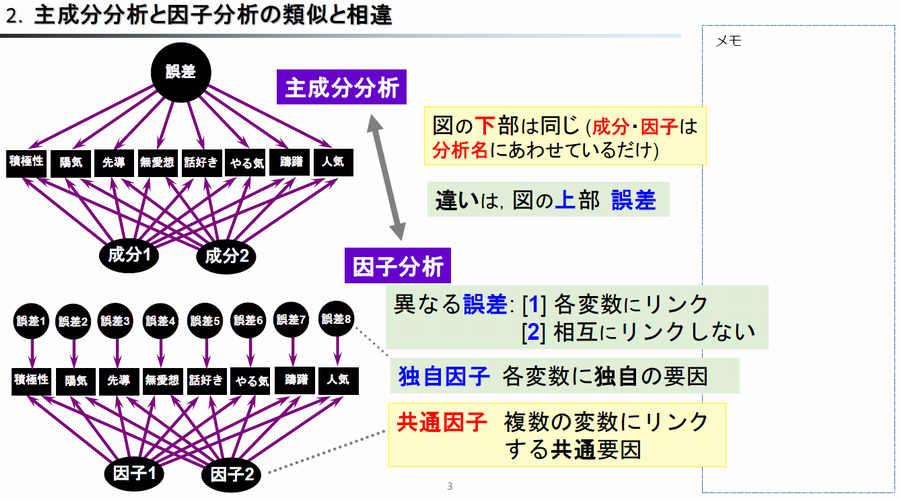 2. 主成分分析と因子分析の類似と相違
メモ
誤差
主成分分析
積極性 陽気 先導 無愛想 話好き やる気 躊躇 人気
成分1 成分2
図の下部は同じ (成分・因子は
分析名にあわせているだけ)
違いは, 図の上部 誤差
因子分析
異なる誤差: [1] 各変数にリンク
[2] 相互にリンクしない
誤差1 誤差2 誤差3 誤差4 誤差5 誤差6 誤差7 誤差8
積極性 陽気 先導 無愛想 話好き やる気 躊躇 人気
独自因子 各変数に独自の要因
共通因子 複数の変数にリンク
する共通要因
因子1 因子2
3